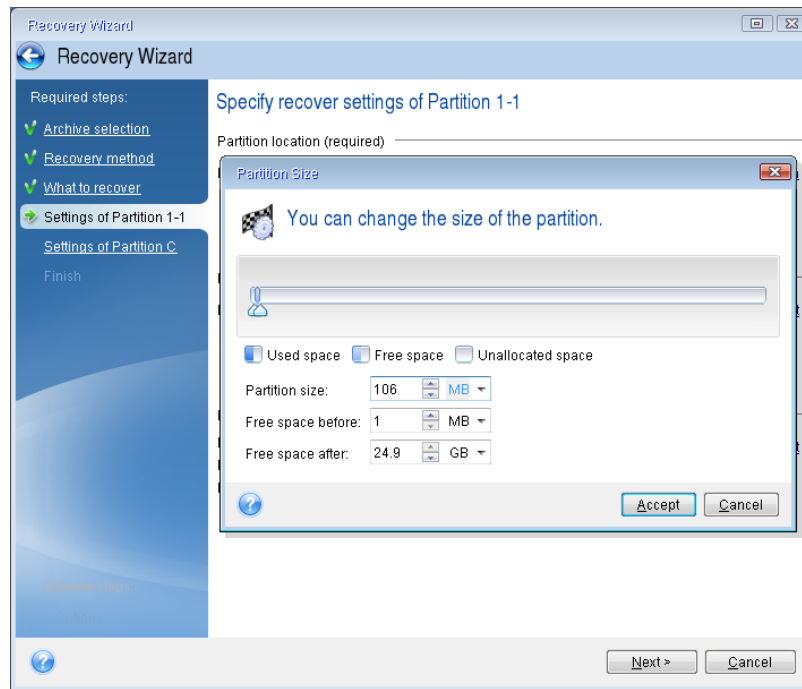 Recovery Wizard
Recovery Wizard
Required steps:
Archive selection
Recovery method
What to recover
Settings of Partition 1-1
Settings of Partition C
Finish
Specify recover settings of Partition 1-1
Partition location (required)
Partition Size
You can change the size of the partition.
Used space Free space Unallocated space
Partition size: 106 MB
Free space before: 1 MB
Free space after: 24.9 GB
Accept Cancel
Next > Cancel